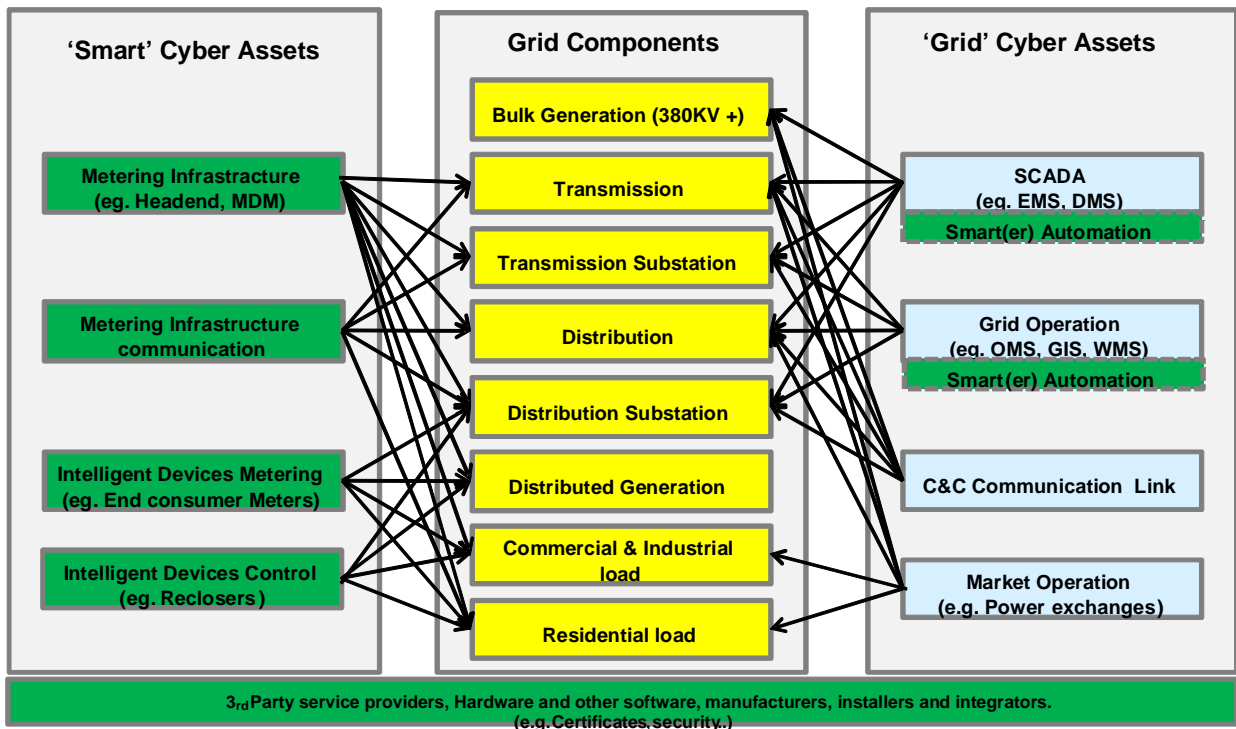 ‘Smart’ Cyber Assets
Metering Infrastracture
(eg. Headend, MDM)
Metering Infrastructure
communication
Intelligent Devices Metering
(eg. End consumer Meters)
Intelligent Devices Control
(eg. Reclosers)
Grid Components
Bulk Generation (380KV +)
Transmission
Transmission Substation
Distribution
Distribution Substation
Distributed Generation
Commercial & Industrial
load
Residential load
‘Grid’ Cyber Assets
SCADA
(eg. EMS, DMS)
Smart(er) Automation
Grid Operation
(eg. OMS, GIS, WMS)
Smart(er) Automation
C&C Communication Link
Market Operation
(e.g. Power exchanges)
3rd Party service providers, Hardware and other software, manufacturers, installers and integrators.
(e.g. Certificates, security..)